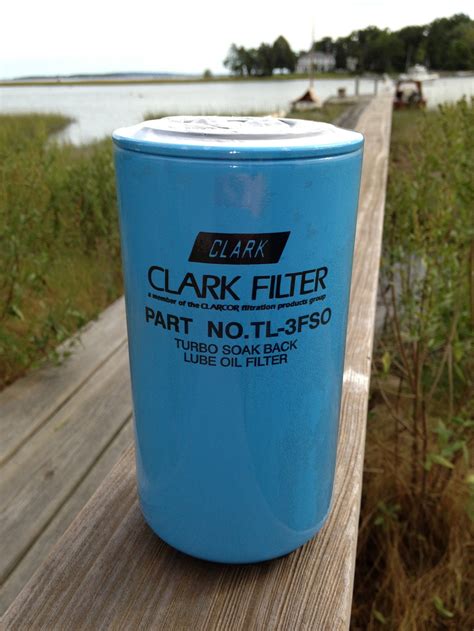 CLARK
CLARK FILTER
a member of the CLARCOR filtration products group
PART NO.TL-3FSO
TURBO SOAK BACK
LUBE OIL FILTER